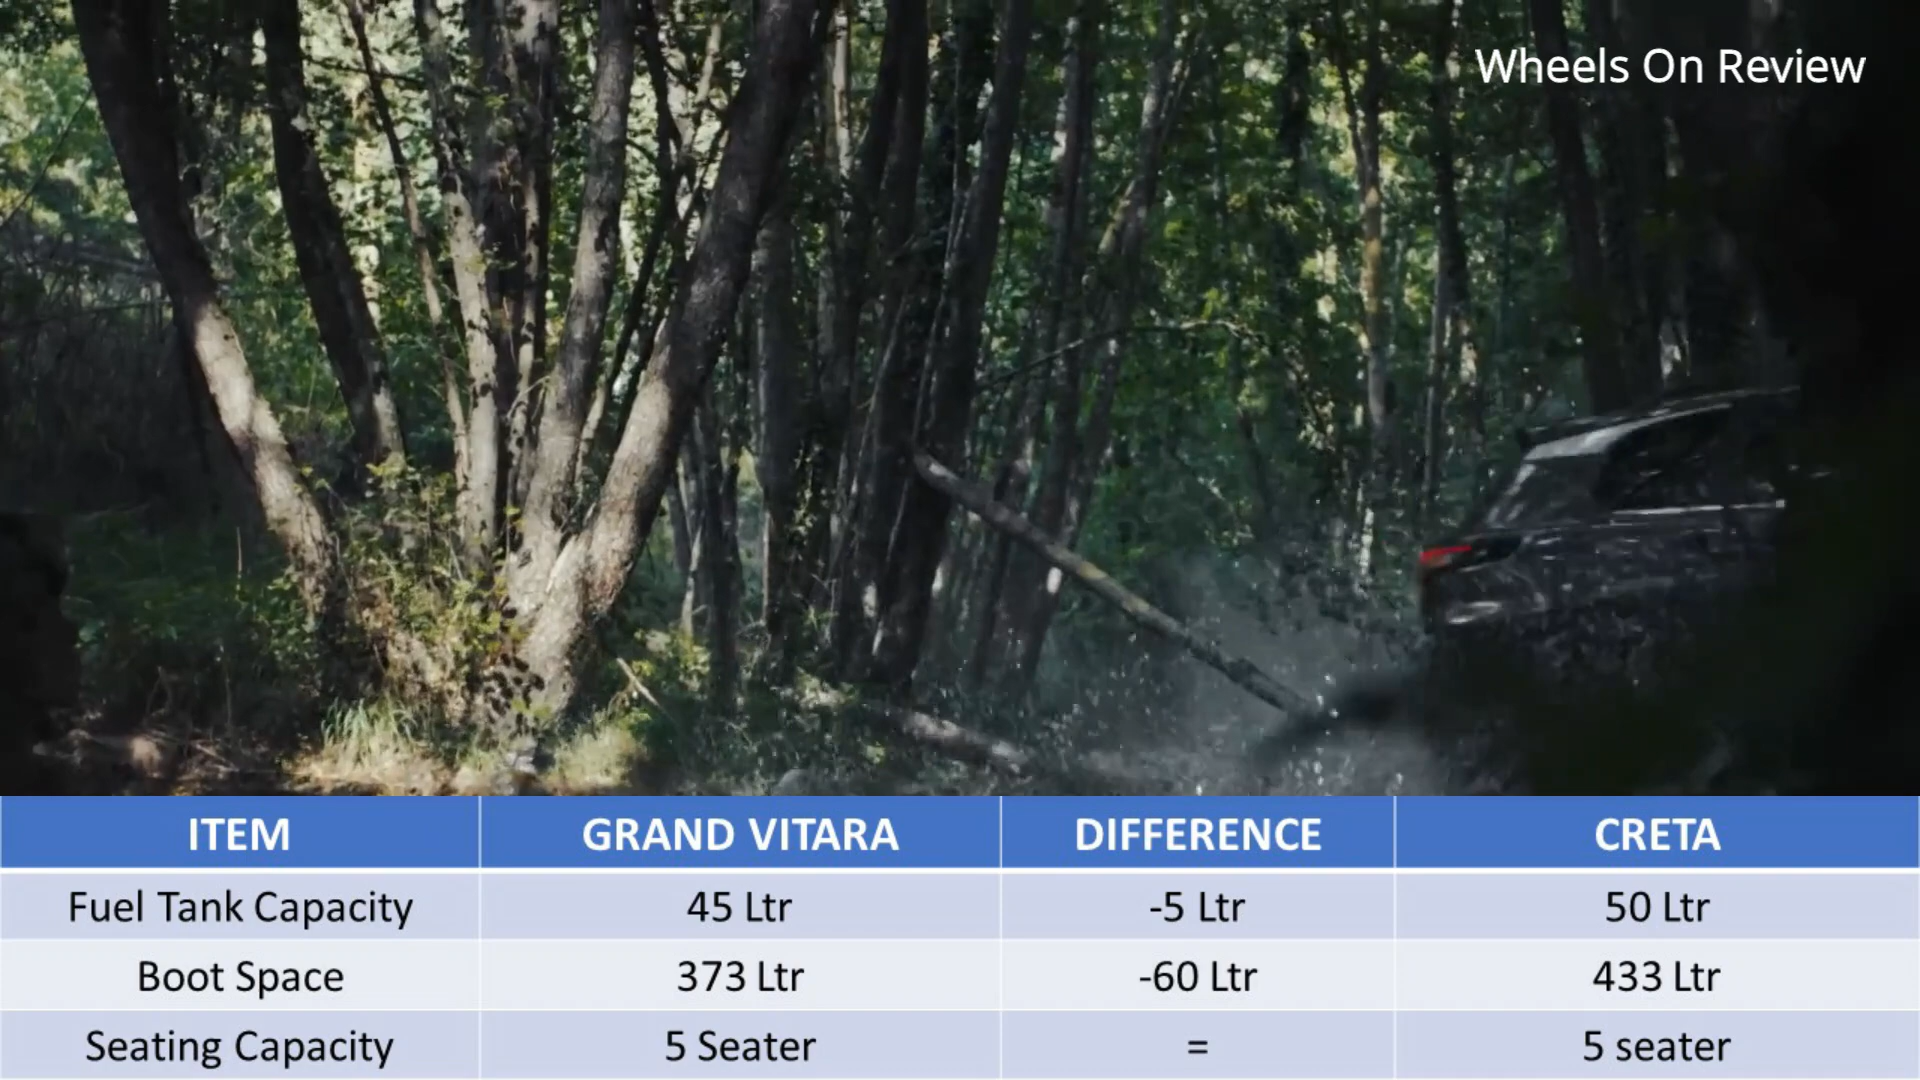 Wheels On Review
ITEM GRAND VITARA DIFFERENCE CRETA
Fuel Tank Capacity 45 Ltr -5 Ltr 50 Ltr
Boot Space 373 Ltr -60 Ltr 433 Ltr
Seating Capacity 5 Seater = 5 seater